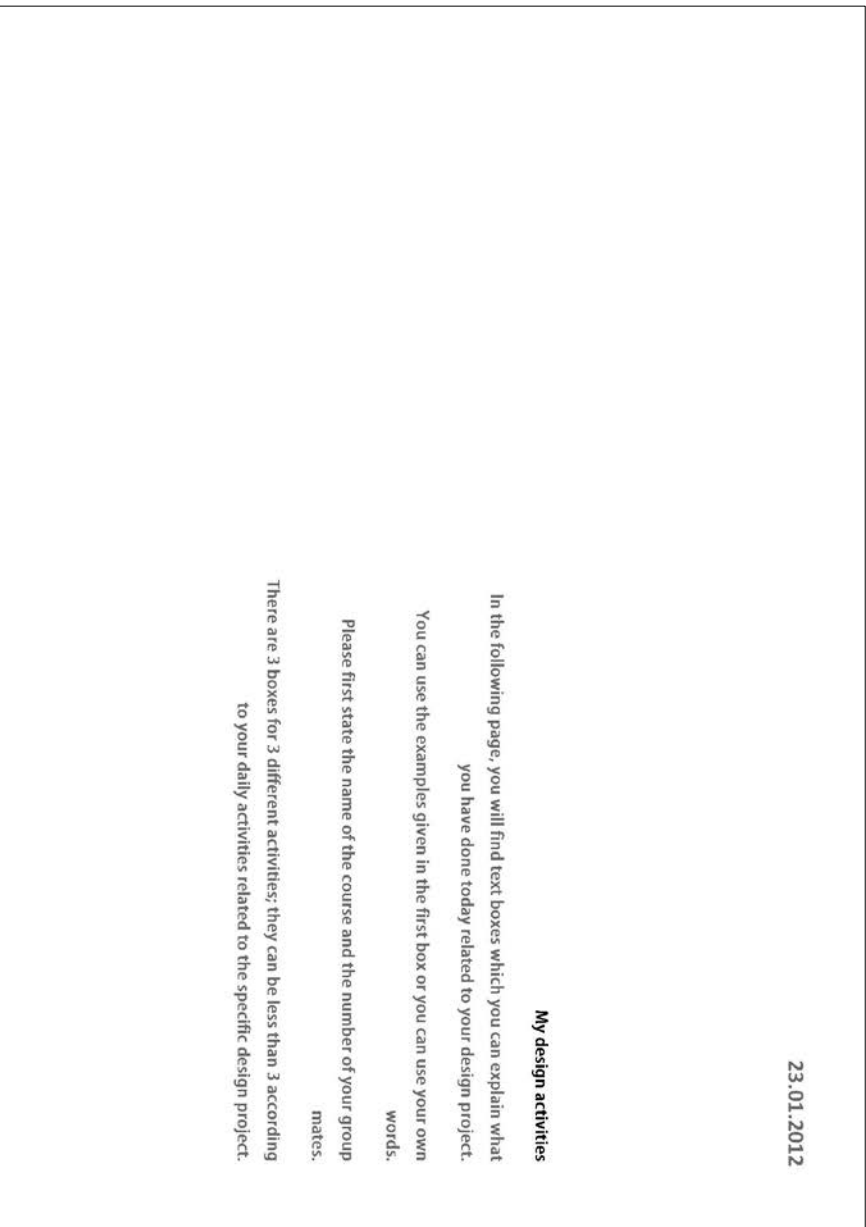 23.01.2012
My design activities
In the following page, you will find text boxes which you can explain what
you have done today related to your design project.
You can use the examples given in the first box or you can use your own
words.
Please first state the name of the course and the number of your group
mates.
There are 3 boxes for 3 different activities; they can be less than 3 according
to your daily activities related to the specific design project.